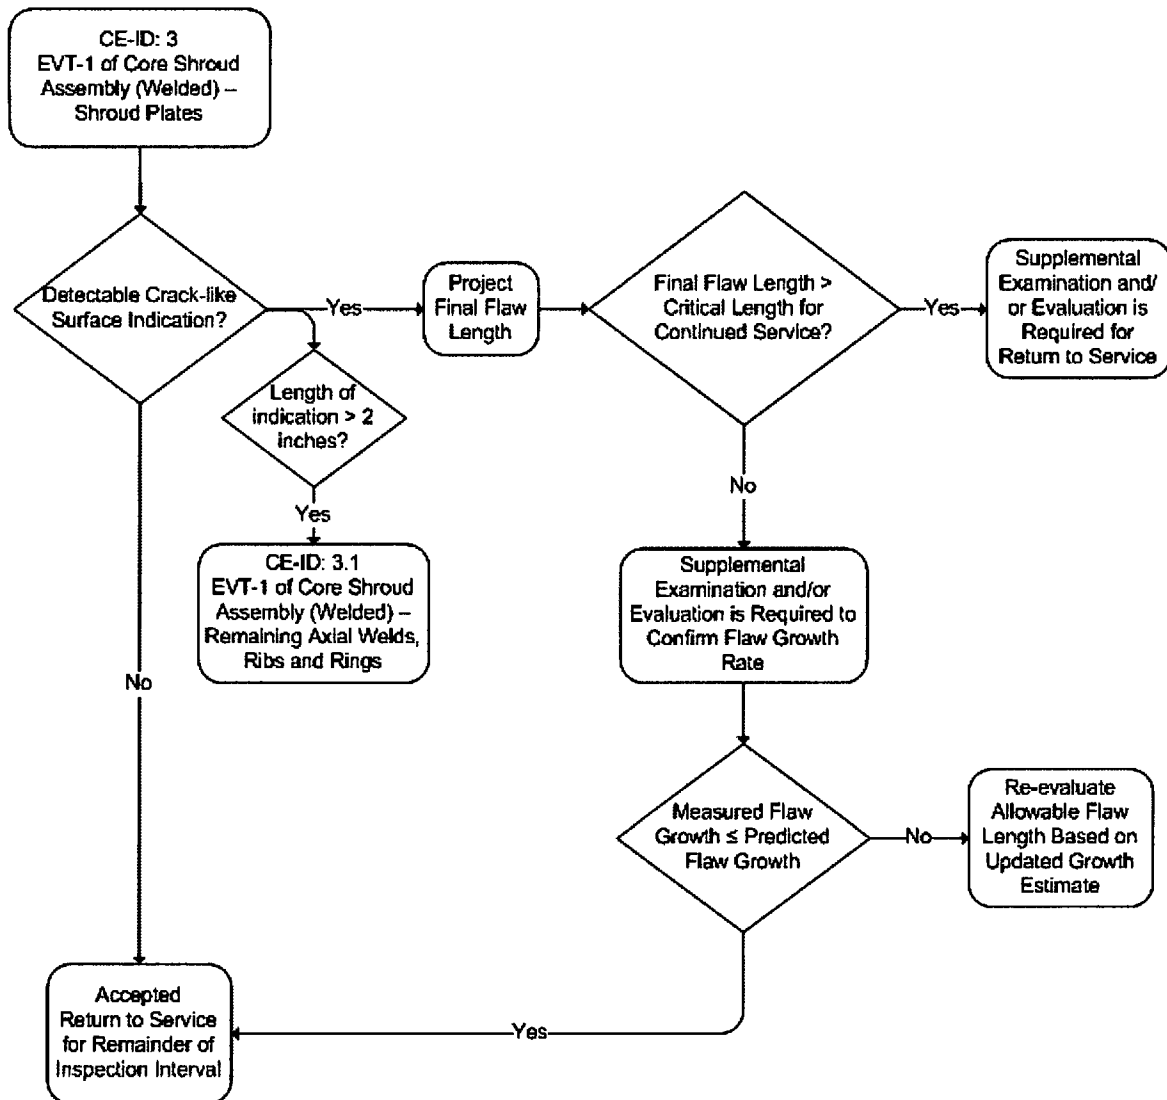 CE-ID: 3
EVT-1 of Core Shroud
Assembly (Welded) –
Shroud Plates
Detectable Crack-like
Surface Indication?
Yes
Project
Final Flaw
Length
Final Flaw Length >
Critical Length for
Continued Service?
Yes
Supplemental
Examination and/
or Evaluation is
Required for
Return to Service
Length of
indication > 2
inches?
Yes
CE-ID: 3.1
EVT-1 of Core Shroud
Assembly (Welded) –
Remaining Axial Welds,
Ribs and Rings
No
Supplemental
Examination and/or
Evaluation is Required to
Confirm Flaw Growth
Rate
No
Measured Flaw
Growth ≤ Predicted
Flaw Growth
No
Re-evaluate
Allowable Flaw
Length Based on
Updated Growth
Estimate
Yes
Accepted
Return to Service
for Remainder of
Inspection Interval